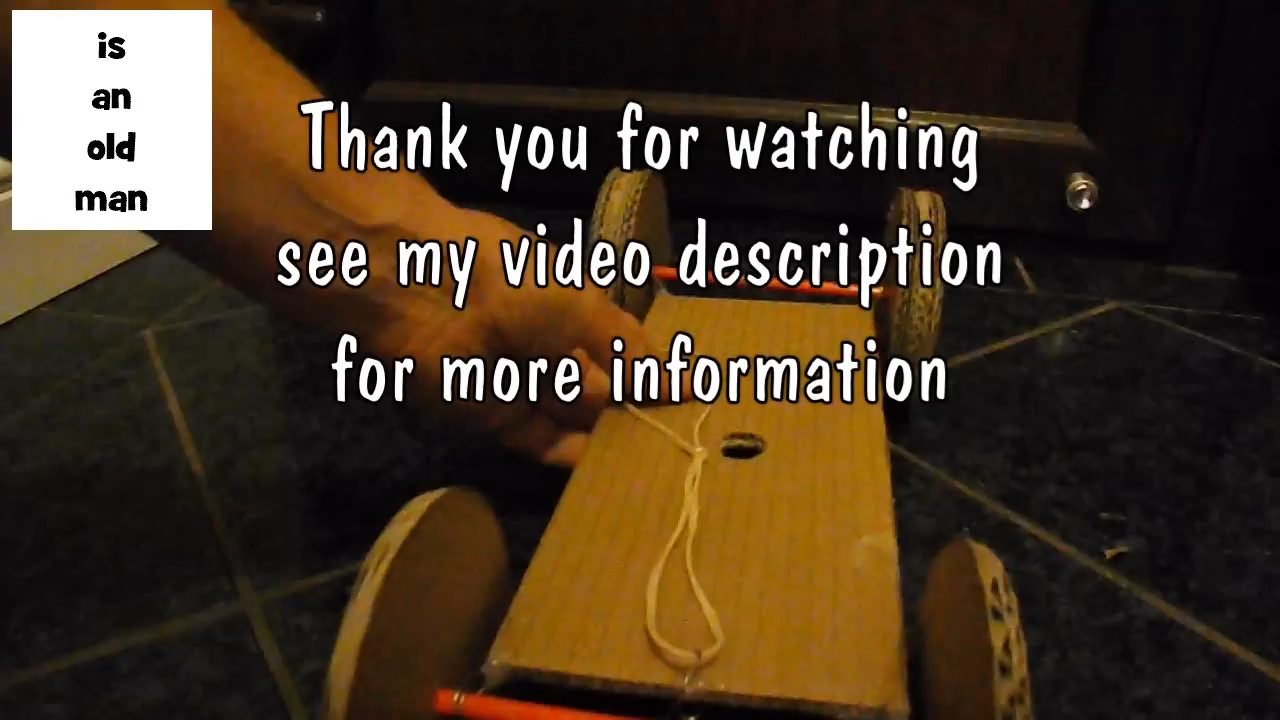 is
an
old
man
Thank you for watching
see my video description
for more information